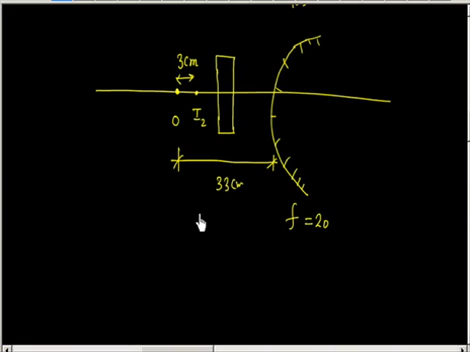 3cm
O I₂
33cm
f = 20